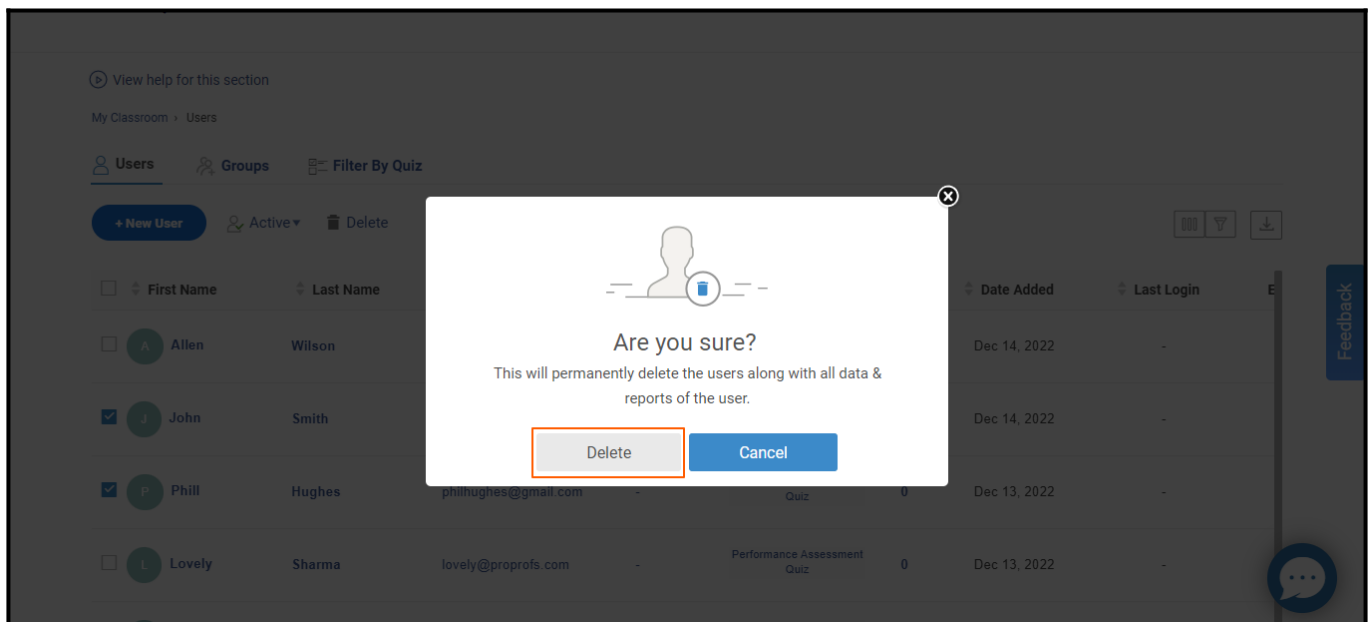 View help for this section
My Classroom › Users
Users Groups Filter By Quiz
+ New User Active ▾ Delete
First Name Last Name Date Added Last Login E
A Allen Wilson Dec 14, 2022 -
J John Smith Dec 14, 2022 -
P Phill Hughes philhughes@gmail.com - Quiz 0 Dec 13, 2022 -
L Lovely Sharma lovely@proprofs.com - Performance Assessment
Quiz 0 Dec 13, 2022 -
Are you sure?
This will permanently delete the users along with all data &
reports of the user.
Delete Cancel
Feedback